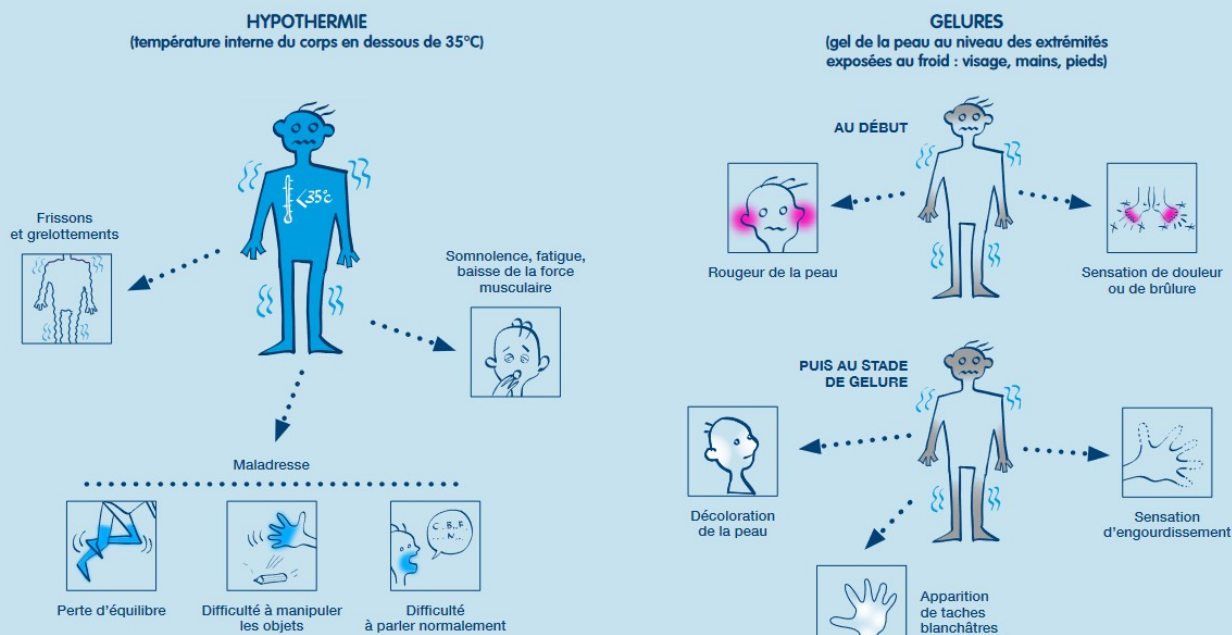 HYPOTHERMIE
(température interne du corps en dessous de 35°C)
<35°c
Frissons
et grelottements
Somnolence, fatigue,
baisse de la force
musculaire
Maladresse
Perte d'équilibre
Difficulté à manipuler
les objets
C..B..F.
...N...
Difficulté
à parler normalement
GELURES
(gel de la peau au niveau des extrémités
exposées au froid : visage, mains, pieds)
AU DÉBUT
Rougeur de la peau
Sensation de douleur
ou de brûlure
PUIS AU STADE
DE GELURE
Décoloration
de la peau
Sensation
d'engourdissement
Apparition
de taches
blanchâtres